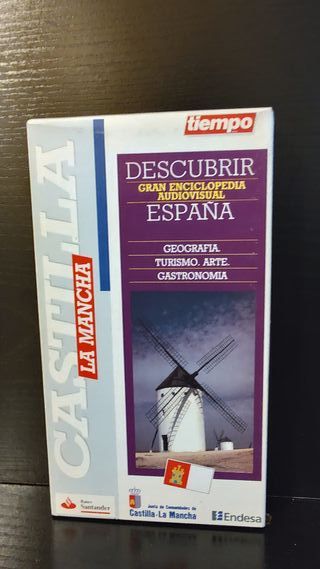 tiempo
CASTILLA
LA MANCHA
DESCUBRIR
GRAN ENCICLOPEDIA
AUDIOVISUAL
ESPAÑA
GEOGRAFIA.
TURISMO. ARTE.
GASTRONOMIA
Banco
Santander
Junta de Comunidades de
Castilla-La Mancha
Endesa